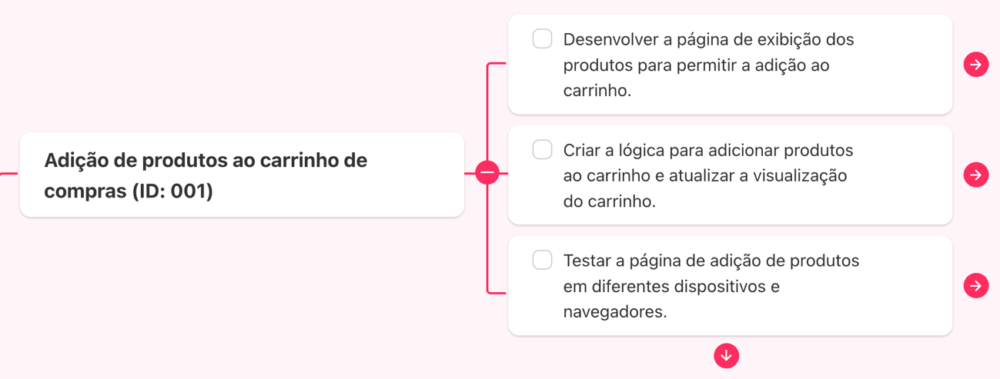 Adição de produtos ao carrinho de
compras (ID: 001)
Desenvolver a página de exibição dos
produtos para permitir a adição ao
carrinho.
Criar a lógica para adicionar produtos
ao carrinho e atualizar a visualização
do carrinho.
Testar a página de adição de produtos
em diferentes dispositivos e
navegadores.